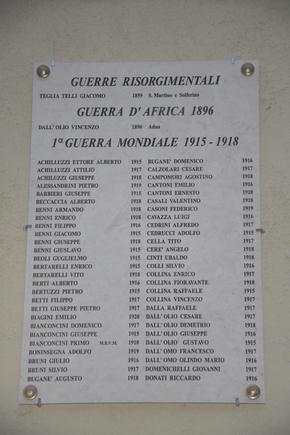 GUERRE RISORGIMENTALI
TEGLIA TELLI GIACOMO 1859 S. Martino e Solferino
GUERRA D' AFRICA 1896
DALL' OLIO VINCENZO 1896 Adua
1ª GUERRA MONDIALE 1915 - 1918
ACHILLUZZI ETTORE ALBERTO 1915 BUGANE' DOMENICO 1916
ACHILLUZZI ATTILIO 1917 CALZOLARI CESARE 1917
ACHILUZZI GIUSEPPE 1918 CAMPOMORI AGOSTINO 1918
ALESSANDRINI PIETRO 1919 CANTONI EMILIO 1916
BARBIERI GIUSEPPE 1915 CANTONI ERNESTO 1918
BECCACCIA ALBERTO 1918 CASALI VALENTINO 1918
BENNI ARMANDO 1918 CASONI FEDERICO 1919
BENNI ENRICO 1918 CAVAZZA LUIGI 1916
BENNI FILIPPO 1916 CEDRINI ALFREDO 1917
BENNI GIACOMO 1915 CERBUCCI ADOLFO 1915
BENNI GIUSEPPE 1918 CELLA TITO 1917
BENNI GIUSLAVO 1915 CERE' ANGELO 1918
BEOLI GUGLIELMO 1915 CINTI UBALDO 1918
BERTARELLI ENRICO 1915 COLLI SILVIO 1916
BERTARELLI VITO 1918 COLLINA ENRICO 1917
BERTI ALBERTO 1916 COLLINA FIORAVANTE 1918
BERTUZZI PIETRO 1915 COLLINA RAFFAELE 1915
BETTI FILIPPO 1917 COLLINA VINCENZO 1917
BETTI GIUSEPPE PIETRO 1917 DALLA RAFFAELE 1917
BIAGINI EMILIO 1920 DALL' OLIO CESARE 1917
BIANCONCINI DOMENICO 1917 DALL' OLIO DEMETRIO 1918
BIANCONCINI GIUSEPPE 1915 DALL' OLIO GIUSEPPE 1916
BIANCONCINI PRIMO M.B.V.M. 1918 DALL' OLIO GUSTAVO 1915
BONINSEGNA ADOLFO 1919 DALL' OMO FRANCESCO 1917
BRUNI GIULIO 1916 DALL' OMO OLINDO MARIO 1916
BRUNI SILVIO 1917 DOMENICHELLI GIOVANNI 1917
BUGANE' AUGUSTO 1918 DONATI RICCARDO 1916